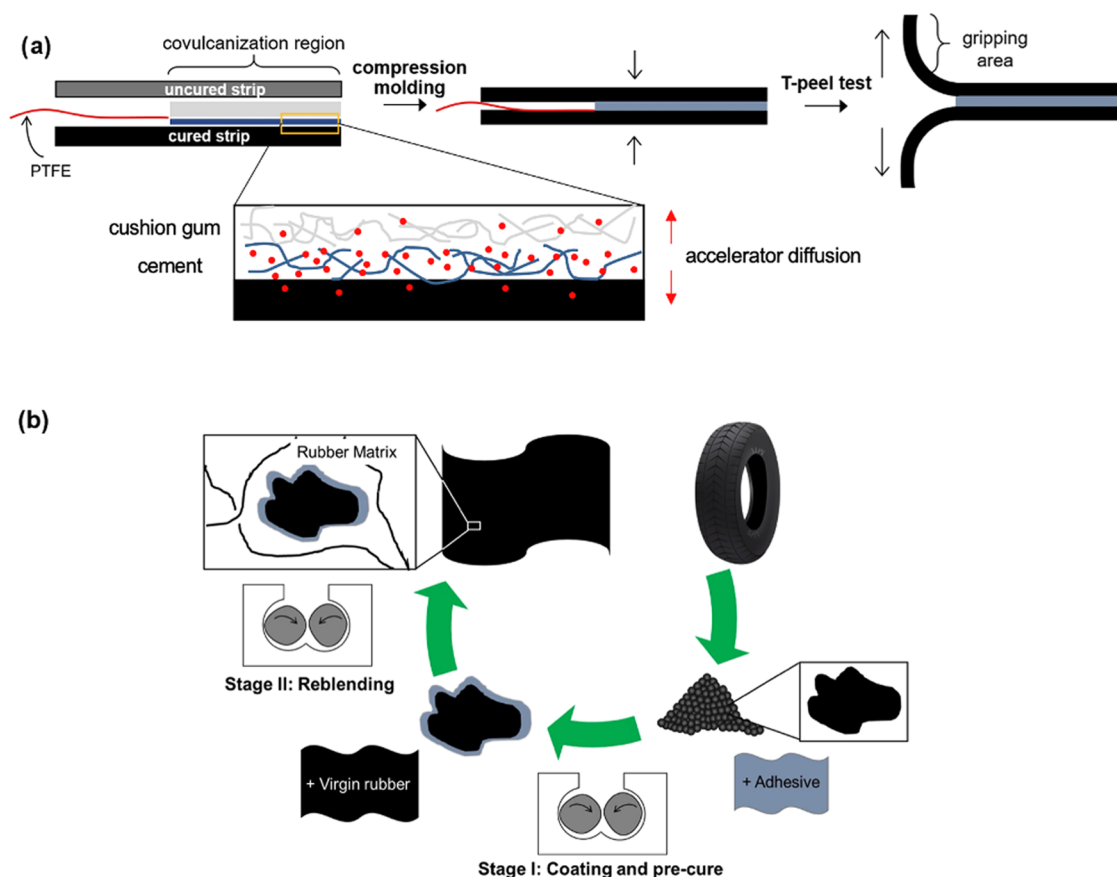 (a)
covulcanization region
uncured strip
cured strip
PTFE
compression
molding
T-peel test
gripping
area
cushion gum
cement
accelerator diffusion
(b)
Rubber Matrix
Stage II: Reblending
+ Virgin rubber
+ Adhesive
Stage I: Coating and pre-cure